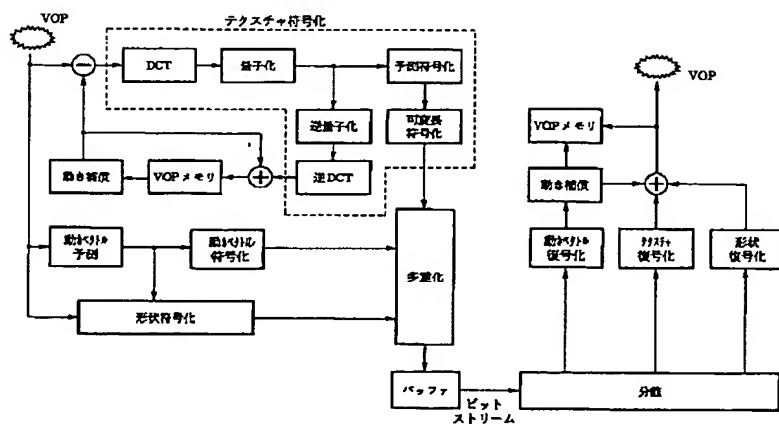 VOP
テクスチャ符号化
DCT
量子化
予測符号化
逆量子化
可変長
符号化
逆DCT
動き補償
VOPメモリ
動きベクトル
予測
動きベクトル
符号化
形状符号化
多重化
バッファ
ビット
ストリーム
VOP
VOPメモリ
動き補償
動きベクトル
復号化
テクスチャ
復号化
形状
復号化
分離